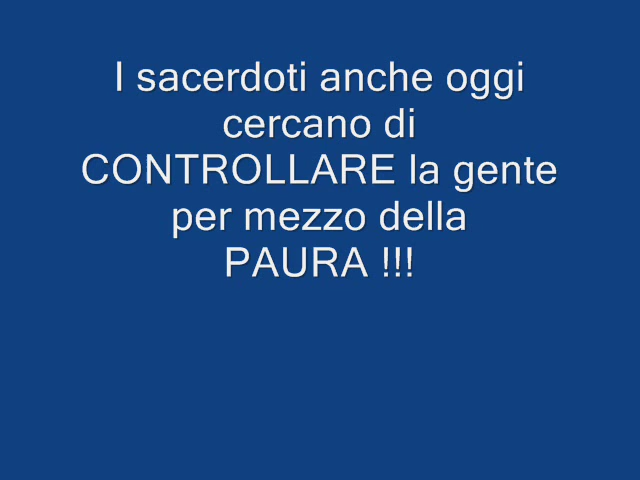 I sacerdoti anche oggi
cercano di
CONTROLLARE la gente
per mezzo della
PAURA !!!